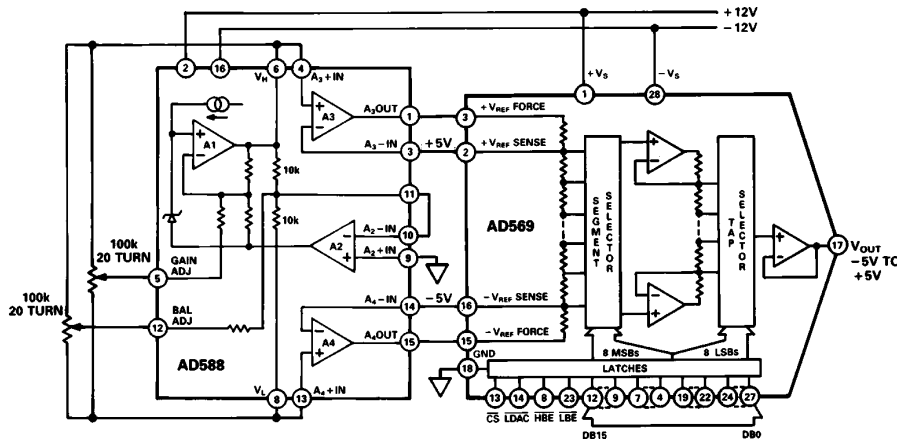 +12V
-12V
2
16
6
4
V_H
A3+IN
+VS
-VS
1
28
A1
A3
+
-
A3OUT
1
3
+VREF FORCE
10k
A3-IN
3
+5V
2
+VREF SENSE
11
10k
A2-IN
10
A2
A2+IN
9
AD569
SEGMENT
SELECTOR
TAP
SELECTOR
17
VOUT
-5V TO
+5V
100k
20 TURN
5
GAIN
ADJ
100k
20 TURN
12
BAL
ADJ
A4-IN
14
-5V
16
-VREF SENSE
A4
A4OUT
15
15
-VREF FORCE
AD588
GND
18
8 MSBs
8 LSBs
LATCHES
VL
8
13
A4+IN
13
14
8
23
12
9
7
4
19
22
24
27
CS
LDAC
HBE
LBE
DB15
DB0